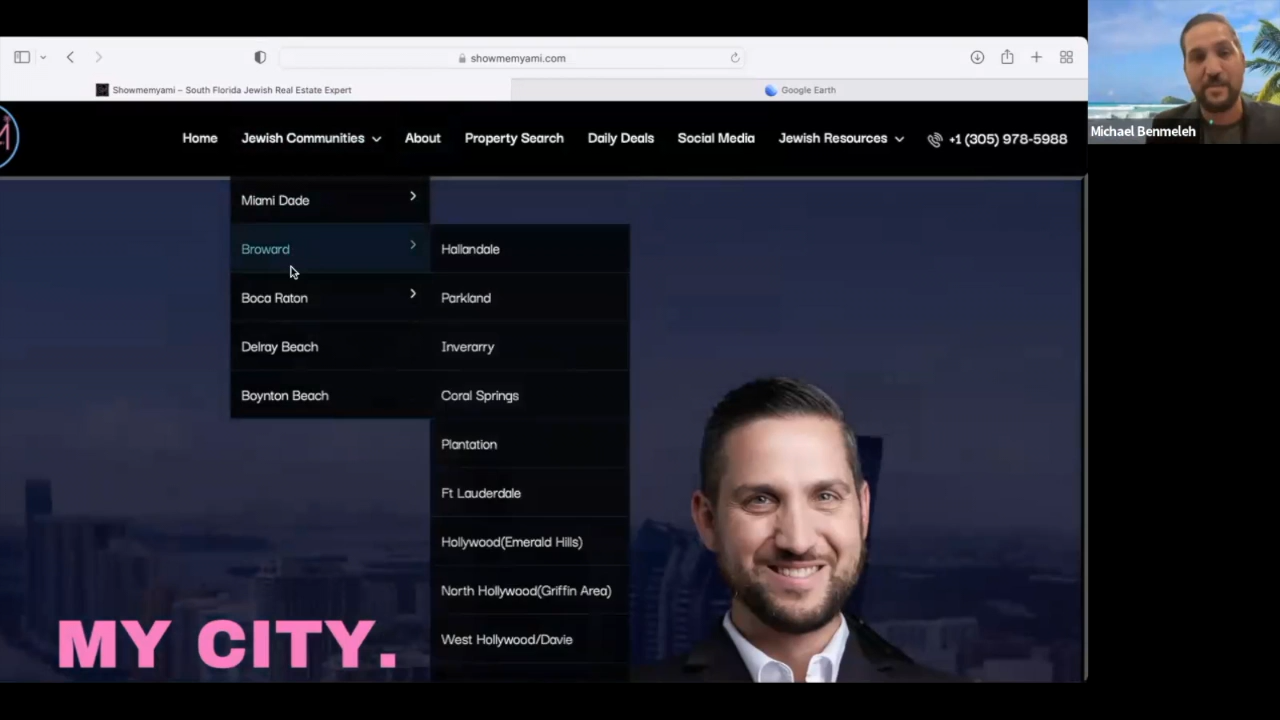 showmemyami.com
Showmemyami – South Florida Jewish Real Estate Expert
Google Earth
Michael Benmeleh
Home
Jewish Communities
About
Property Search
Daily Deals
Social Media
Jewish Resources
+1 (305) 978-5988
Miami Dade
Broward
Boca Raton
Delray Beach
Boynton Beach
Hallandale
Parkland
Inverarry
Coral Springs
Plantation
Ft Lauderdale
Hollywood(Emerald Hills)
North Hollywood(Griffin Area)
West Hollywood/Davie
MY CITY.